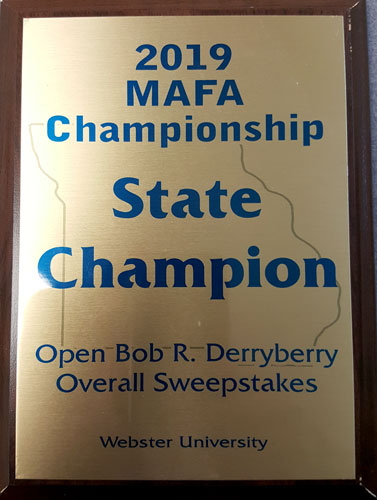 2019
MAFA
Championship
State
Champion
Open Bob R. Derryberry
Overall Sweepstakes
Webster University